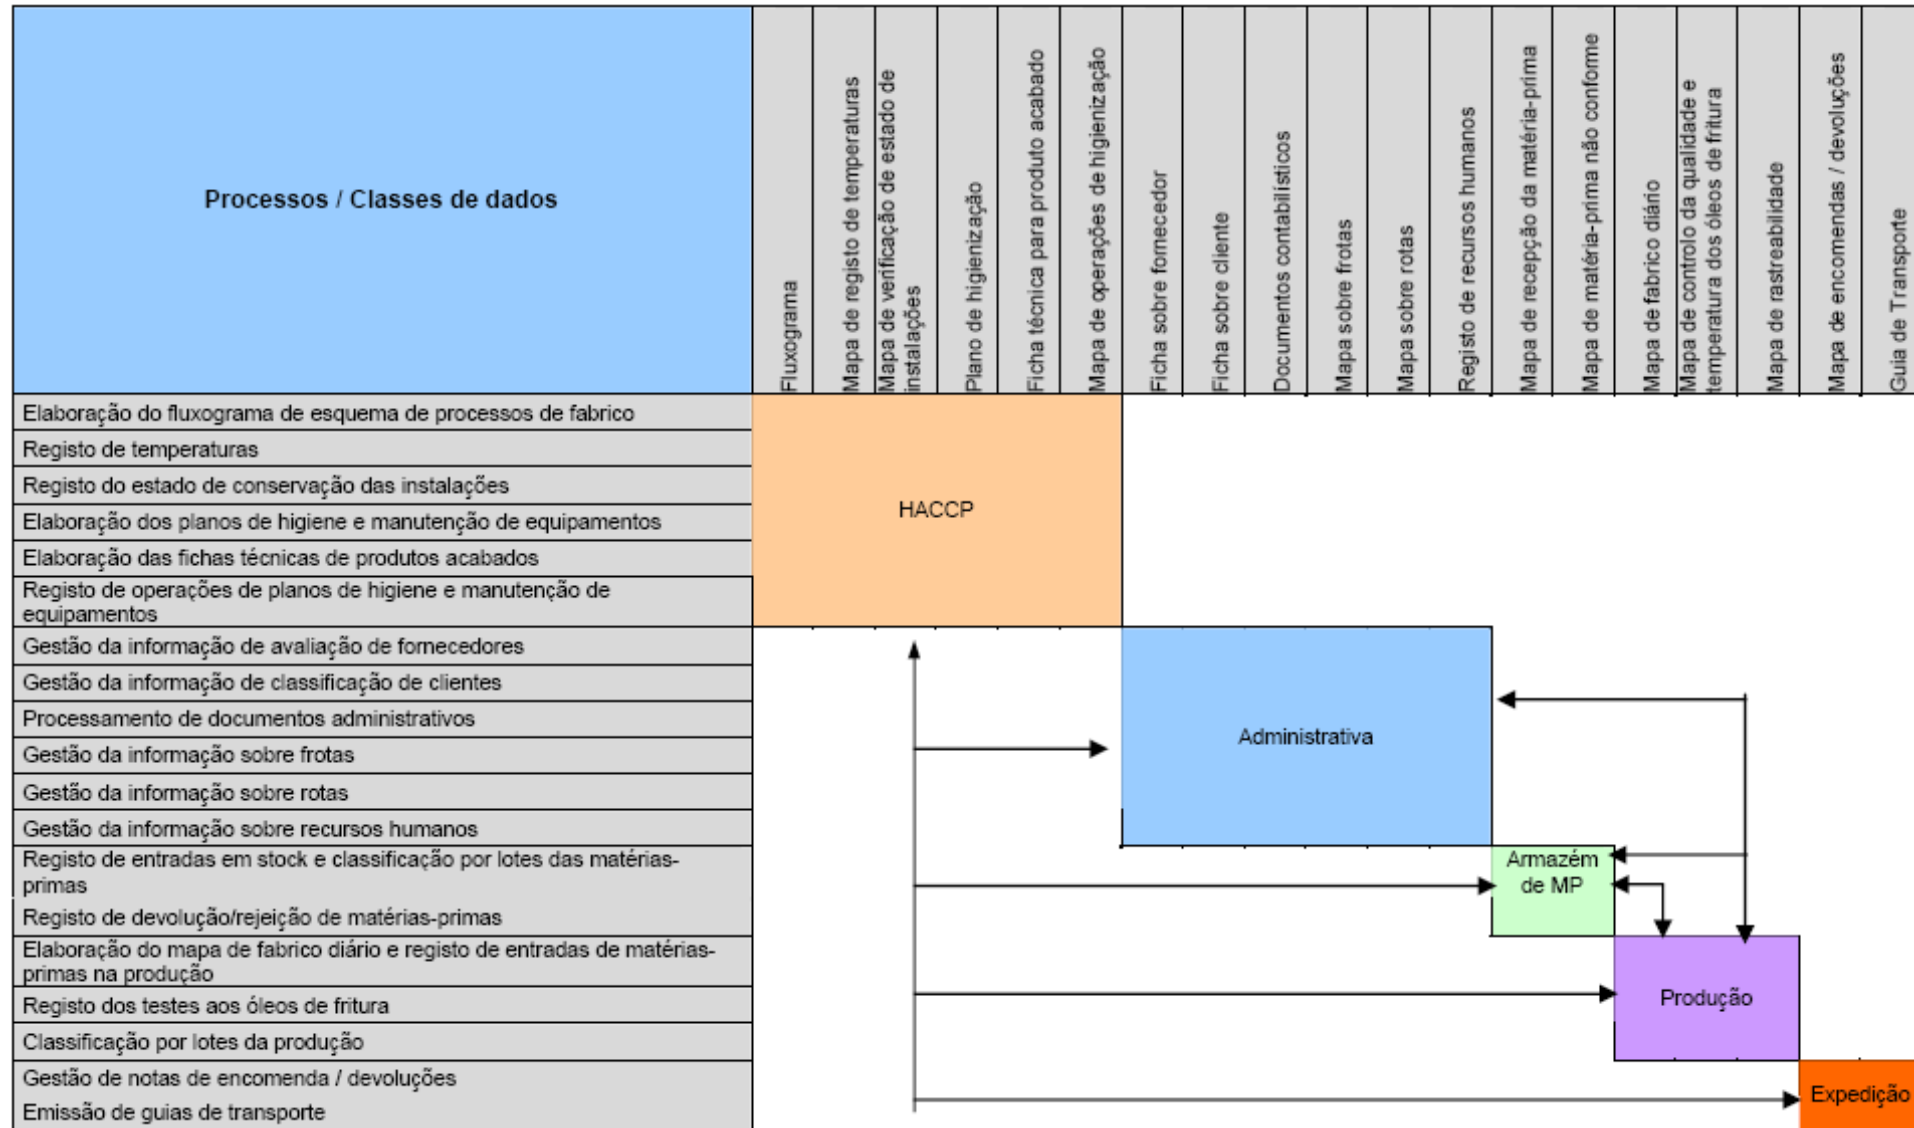 Processos / Classes de dados
Fluxograma
Mapa de registo de temperaturas
Mapa de verificação de estado de
instalações
Plano de higienização
Ficha técnica para produto acabado
Mapa de operações de higienização
Ficha sobre fornecedor
Ficha sobre cliente
Documentos contabilísticos
Mapa sobre frotas
Mapa sobre rotas
Registo de recursos humanos
Mapa de recepção da matéria-prima
Mapa de matéria-prima não confome
Mapa de fabrico diário
Mapa de controlo da qualidade e
temperatura dos óleos de fritura
Mapa de rastreabilidade
Mapa de encomendas / devoluções
Guia de Transporte
Elaboração do fluxograma de esquema de processos de fabrico
Registo de temperaturas
Registo do estado de conservação das instalações
Elaboração dos planos de higiene e manutenção de equipamentos
Elaboração das fichas técnicas de produtos acabados
Registo de operações de planos de higiene e manutenção de
equipamentos
HACCP
Gestão da informação de avaliação de fornecedores
Gestão da informação de classificação de clientes
Processamento de documentos administrativos
Gestão da informação sobre frotas
Gestão da informação sobre rotas
Gestão da informação sobre recursos humanos
Administrativa
Registo de entradas em stock e classificação por lotes das matérias-
primas
Registo de devolução/rejeição de matérias-primas
Armazém
de MP
Elaboração do mapa de fabrico diário e registo de entradas de matérias-
primas na produção
Registo dos testes aos óleos de fritura
Classificação por lotes da produção
Produção
Gestão de notas de encomenda / devoluções
Emissão de guias de transporte
Expedição